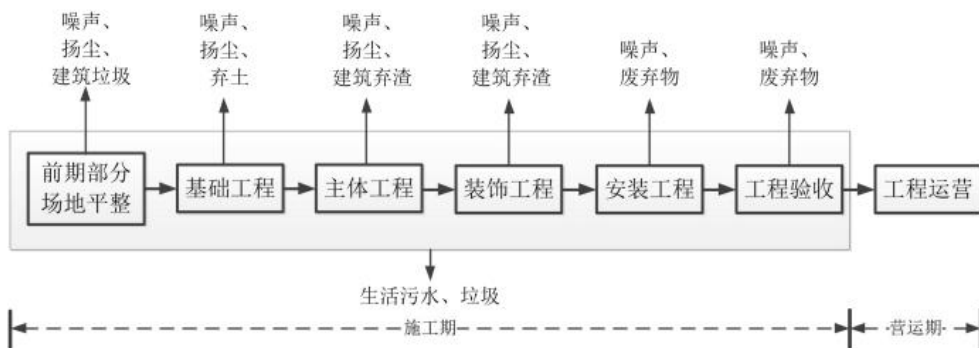 噪声、
扬尘、
建筑垃圾
噪声、
扬尘、
弃土
噪声、
扬尘、
建筑弃渣
噪声、
扬尘、
建筑弃渣
噪声、
废弃物
噪声、
废弃物
前期部分
场地平整
基础工程
主体工程
装饰工程
安装工程
工程验收
工程运营
生活污水、垃圾
施工期
营运期